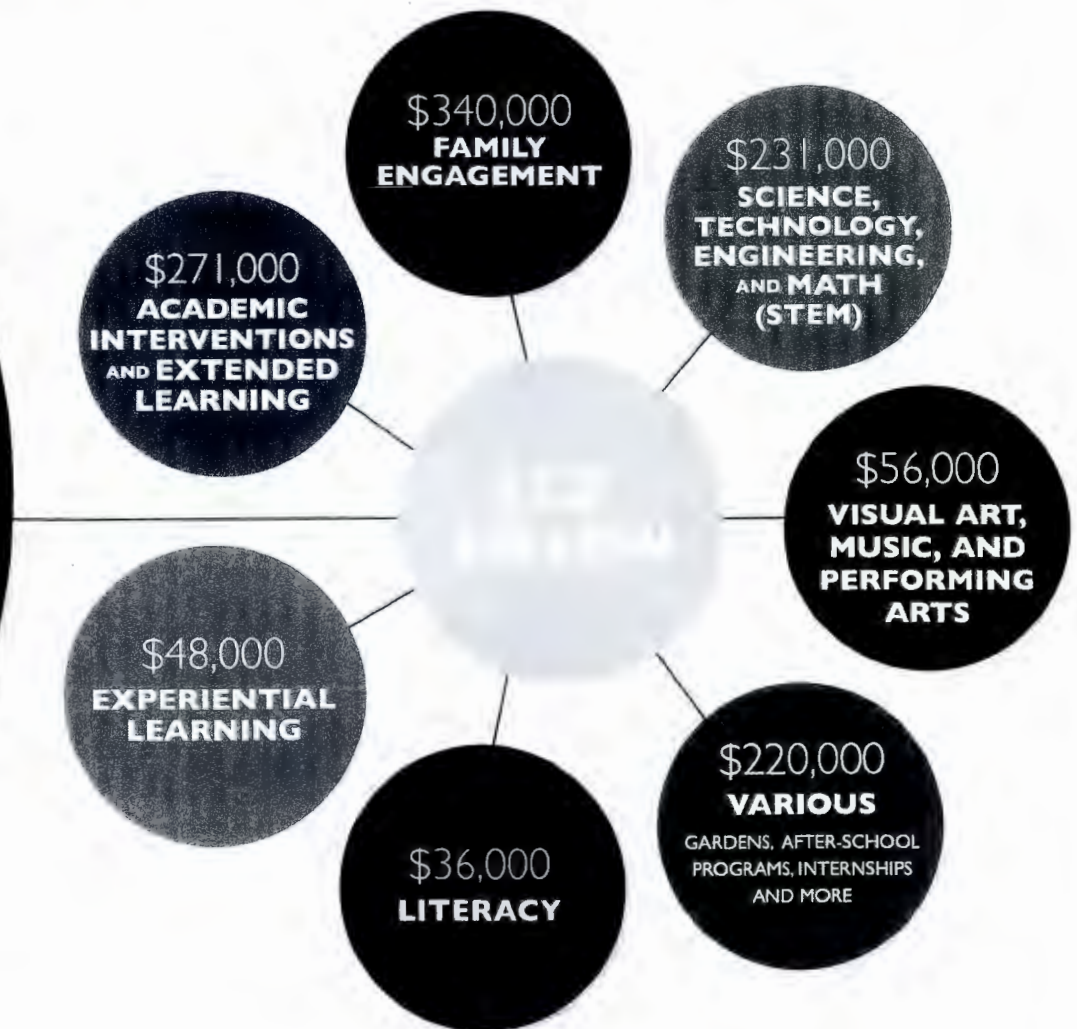 $340,000
FAMILY
ENGAGEMENT
$231,000
SCIENCE,
TECHNOLOGY,
ENGINEERING,
AND MATH
(STEM)
$271,000
ACADEMIC
INTERVENTIONS
AND EXTENDED
LEARNING
$56,000
VISUAL ART,
MUSIC, AND
PERFORMING
ARTS
$48,000
EXPERIENTIAL
LEARNING
$220,000
VARIOUS
GARDENS, AFTER-SCHOOL
PROGRAMS, INTERNSHIPS
AND MORE
$36,000
LITERACY